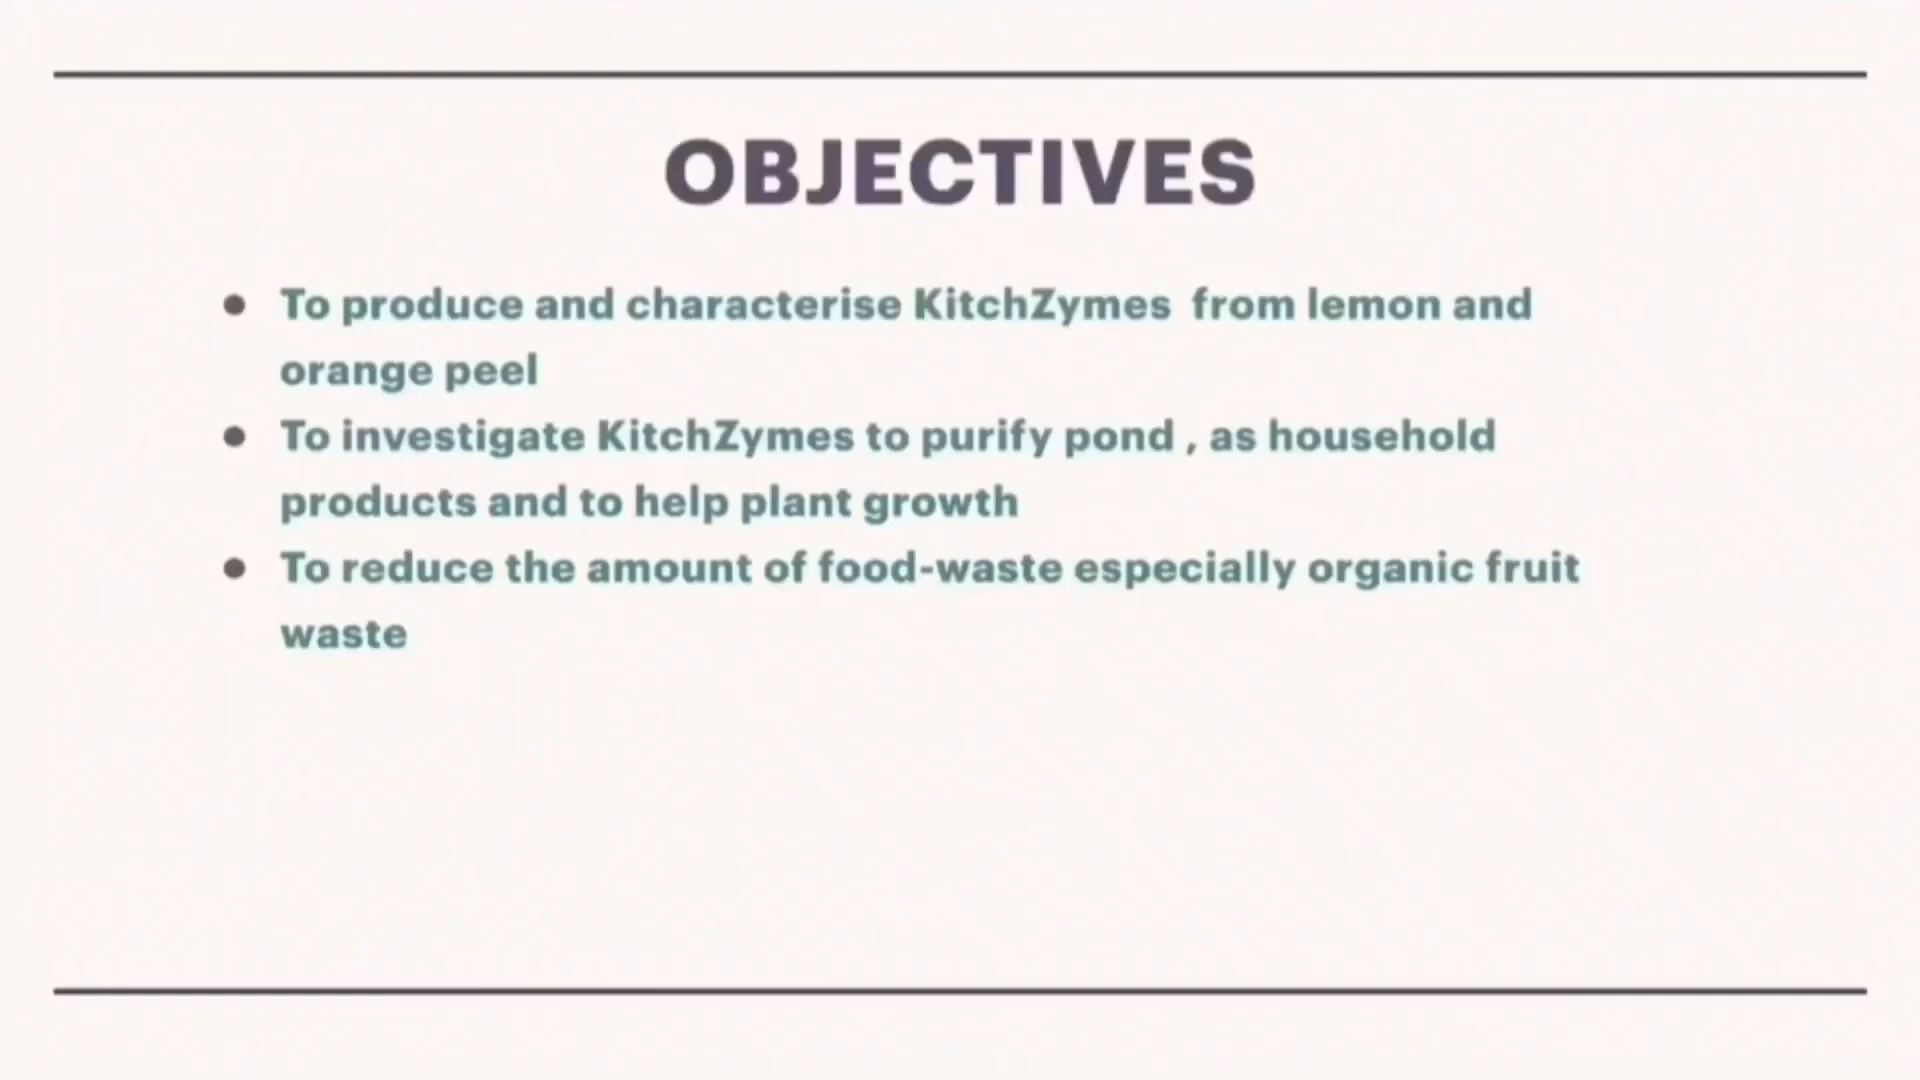 OBJECTIVES
• To produce and characterise KitchZymes  from lemon and
orange peel
• To investigate KitchZymes to purify pond , as household
products and to help plant growth
• To reduce the amount of food-waste especially organic fruit
waste